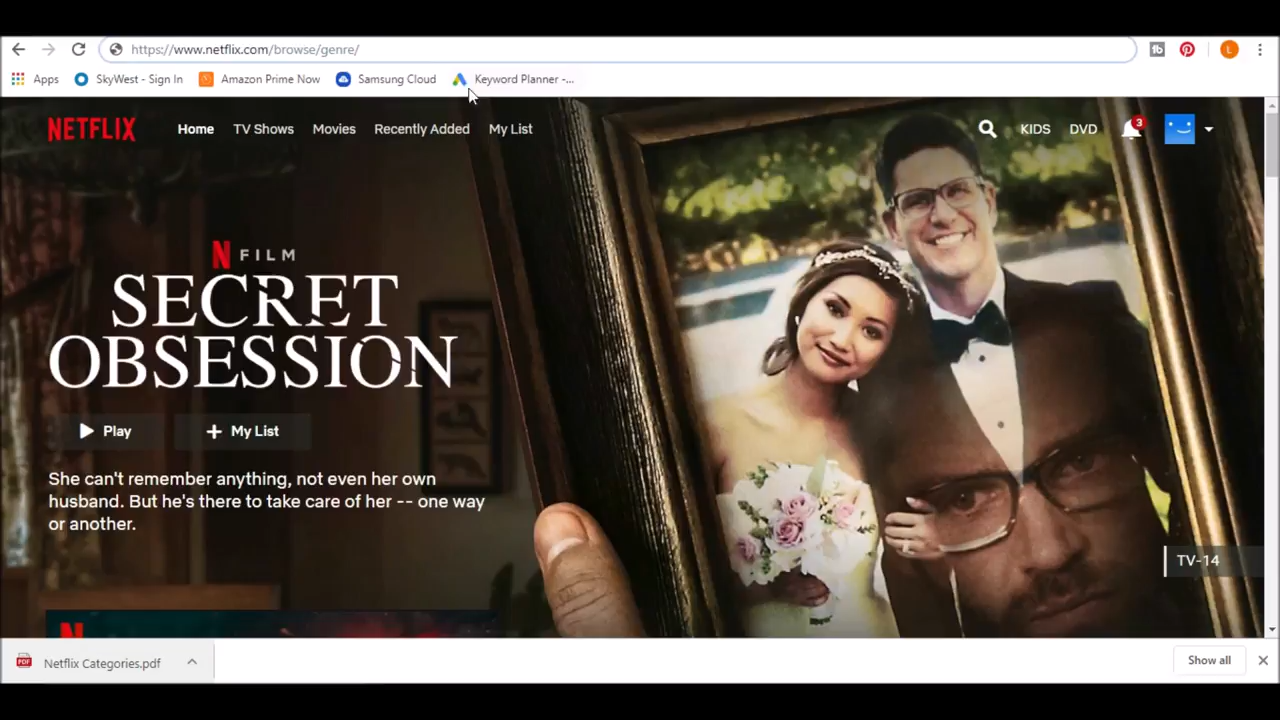 https://www.netflix.com/browse/genre/
Apps SkyWest - Sign In Amazon Prime Now Samsung Cloud Keyword Planner -...
NETFLIX Home TV Shows Movies Recently Added My List KIDS DVD 3
N FILM
SECRET
OBSESSION
Play + My List
She can't remember anything, not even her own
husband. But he's there to take care of her -- one way
or another.
TV-14
Netflix Categories.pdf
Show all